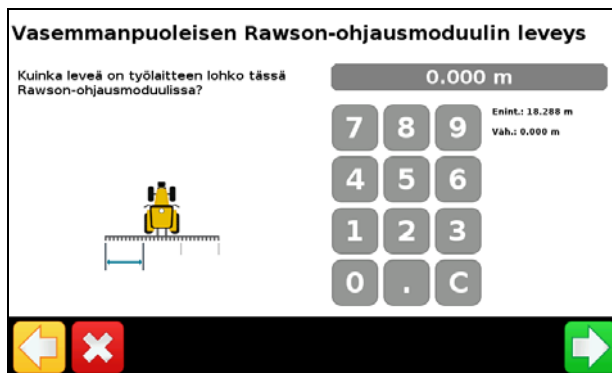 Vasemmanpuoleisen Rawson-ohjausmoduulin leveys
Kuinka leveä on työlaitteen lohko tässä
Rawson-ohjausmoduulissa?
0.000 m
Enint.: 18.288 m
Väh.: 0.000 m
7 8 9
4 5 6
1 2 3
0 . C